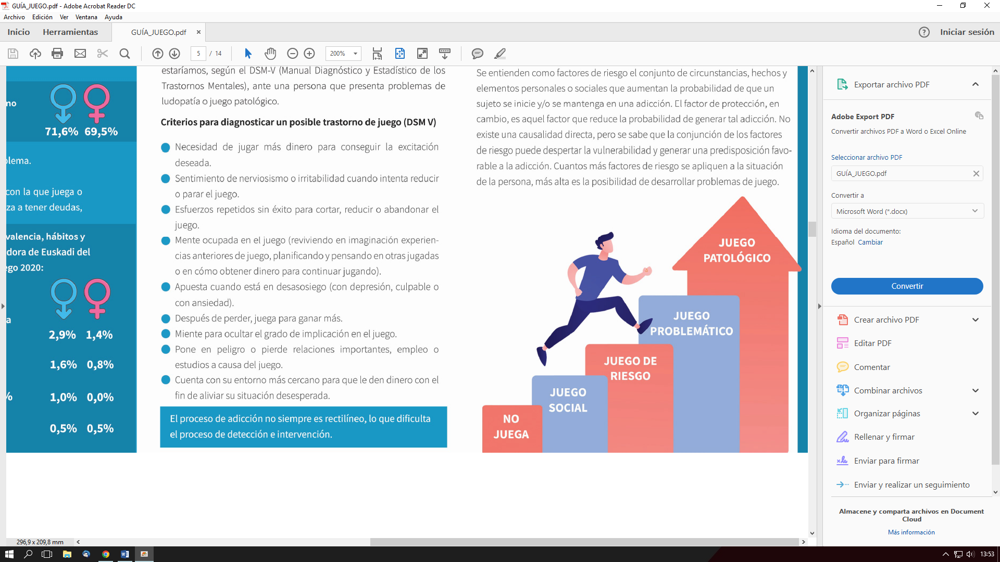 GUÍA_JUEGO.pdf - Adobe Acrobat Reader DC
Archivo Edición Ver Ventana Ayuda
Inicio Herramientas GUÍA_JUEGO.pdf × Iniciar sesión
5 / 14 200%
no
71,6% 69,5%
lema.
con la que juega o
za a tener deudas,
valencia, hábitos y
dora de Euskadi del
ego 2020:
a
2,9% 1,4%
1,6% 0,8%
% 1,0% 0,0%
0,5% 0,5%
estaríamos, según el DSM-V (Manual Diagnóstico y Estadístico de los
Trastornos Mentales), ante una persona que presenta problemas de
ludopatía o juego patológico.
Criterios para diagnosticar un posible trastorno de juego (DSM V)
Necesidad de jugar más dinero para conseguir la excitación
deseada.
Sentimiento de nerviosismo o irritabilidad cuando intenta reducir
o parar el juego.
Esfuerzos repetidos sin éxito para cortar, reducir o abandonar el
juego.
Mente ocupada en el juego (reviviendo en imaginación experien-
cias anteriores de juego, planificando y pensando en otras jugadas
o en cómo obtener dinero para continuar jugando).
Apuesta cuando está en desasosiego (con depresión, culpable o
con ansiedad).
Después de perder, juega para ganar más.
Miente para ocultar el grado de implicación en el juego.
Pone en peligro o pierde relaciones importantes, empleo o
estudios a causa del juego.
Cuenta con su entorno más cercano para que le den dinero con el
fin de aliviar su situación desesperada.
El proceso de adicción no siempre es rectilíneo, lo que dificulta
el proceso de detección e intervención.
Se entienden como factores de riesgo el conjunto de circunstancias, hechos y
elementos personales o sociales que aumentan la probabilidad de que un
sujeto se inicie y/o se mantenga en una adicción. El factor de protección, en
cambio, es aquel factor que reduce la probabilidad de generar tal adicción. No
existe una causalidad directa, pero se sabe que la conjunción de los factores
de riesgo puede despertar la vulnerabilidad y generar una predisposición favo-
rable a la adicción. Cuantos más factores de riesgo se apliquen a la situación
de la persona, más alta es la posibilidad de desarrollar problemas de juego.
JUEGO
PATOLÓGICO
JUEGO
PROBLEMÁTICO
JUEGO DE
RIESGO
JUEGO
SOCIAL
NO
JUEGA
Exportar archivo PDF
Adobe Export PDF
Convertir archivos PDF a Word o Excel Online
Seleccionar archivo PDF
GUÍA_JUEGO.pdf
Convertir a
Microsoft Word (*.docx)
Idioma del documento:
Español Cambiar
Convertir
Crear archivo PDF
Editar PDF
Comentar
Combinar archivos
Organizar páginas
Rellenar y firmar
Enviar para firmar
Enviar y realizar un seguimiento
Almacene y comparta archivos en Document
Cloud
Más información
296,9 x 209,8 mm
13:53